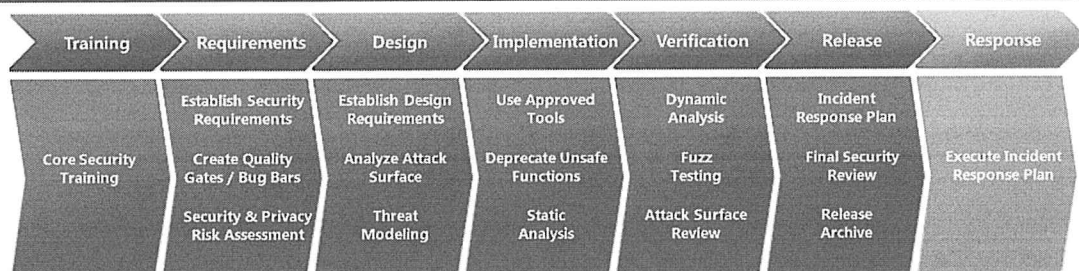 Training
Requirements
Design
Implementation
Verification
Release
Response
Core Security
Training
Establish Security
Requirements
Create Quality
Gates / Bug Bars
Security & Privacy
Risk Assessment
Establish Design
Requirements
Analyze Attack
Surface
Threat
Modeling
Use Approved
Tools
Deprecate Unsafe
Functions
Static
Analysis
Dynamic
Analysis
Fuzz
Testing
Attack Surface
Review
Incident
Response Plan
Final Security
Review
Release
Archive
Execute Incident
Response Plan